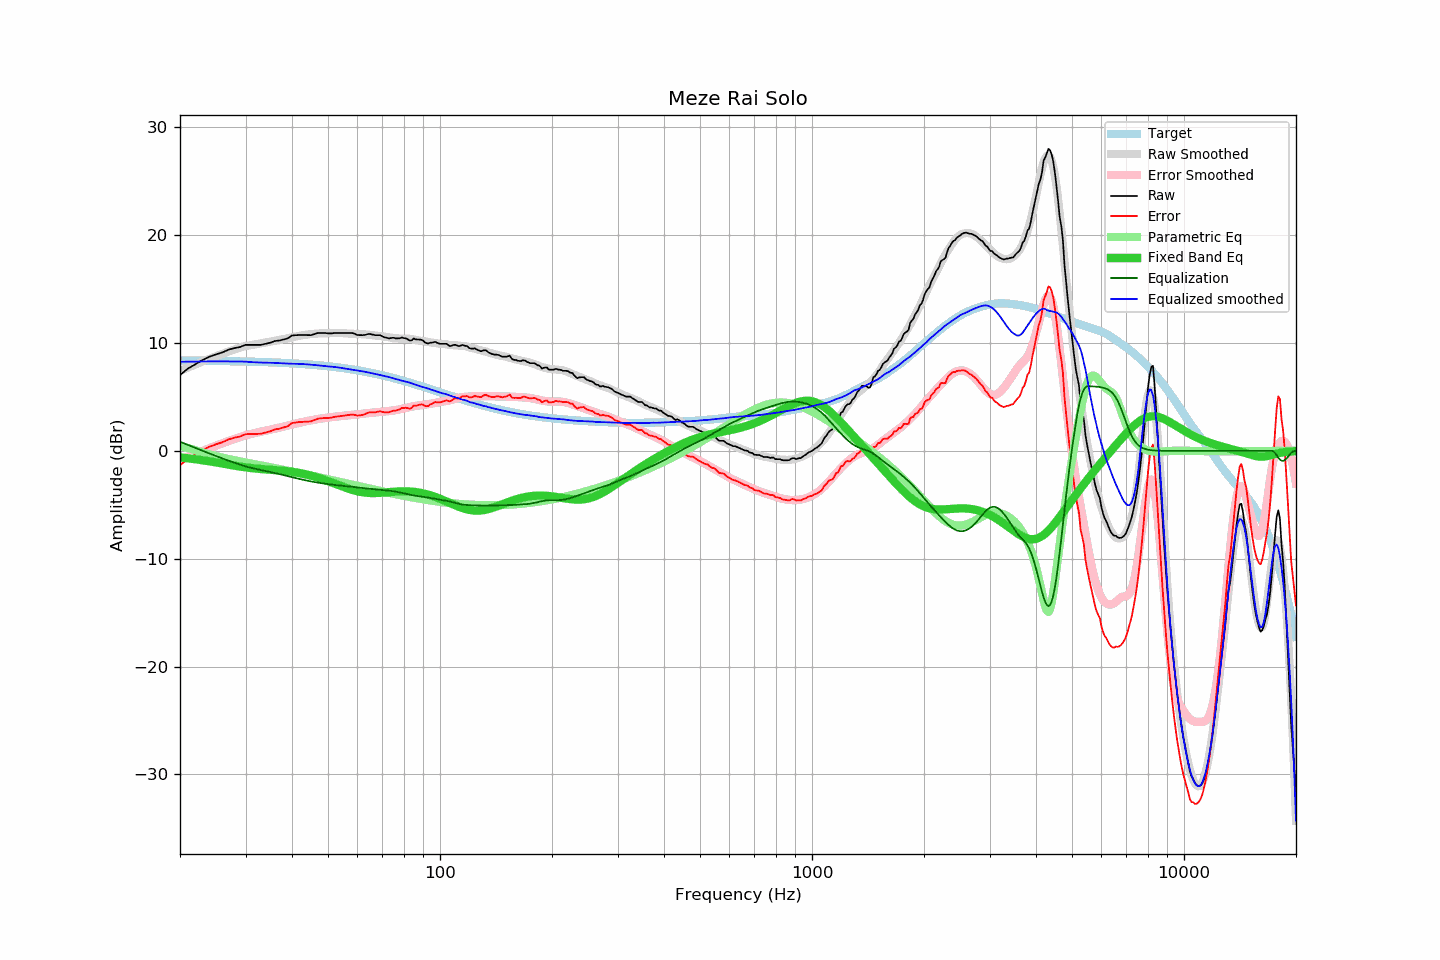 Meze Rai Solo
30
20
10
0
−10
−20
−30
Amplitude (dBr)
100
1000
10000
Frequency (Hz)
Target
Raw Smoothed
Error Smoothed
Raw
Error
Parametric Eq
Fixed Band Eq
Equalization
Equalized smoothed